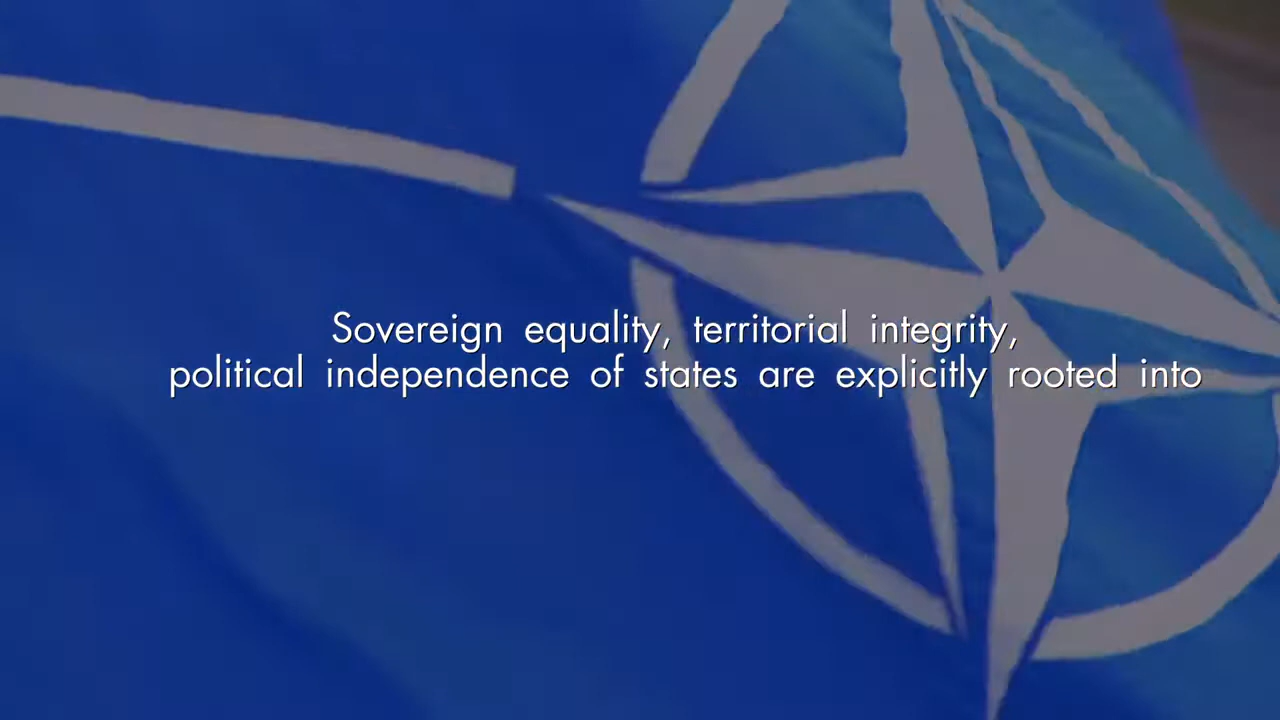 Sovereign equality, territorial integrity,
political independence of states are explicitly rooted into